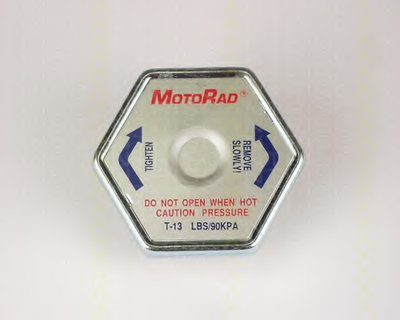 MOTORAD®
TIGHTEN
REMOVE
SLOWLY!
DO NOT OPEN WHEN HOT
CAUTION PRESSURE
T-13 LBS/90KPA